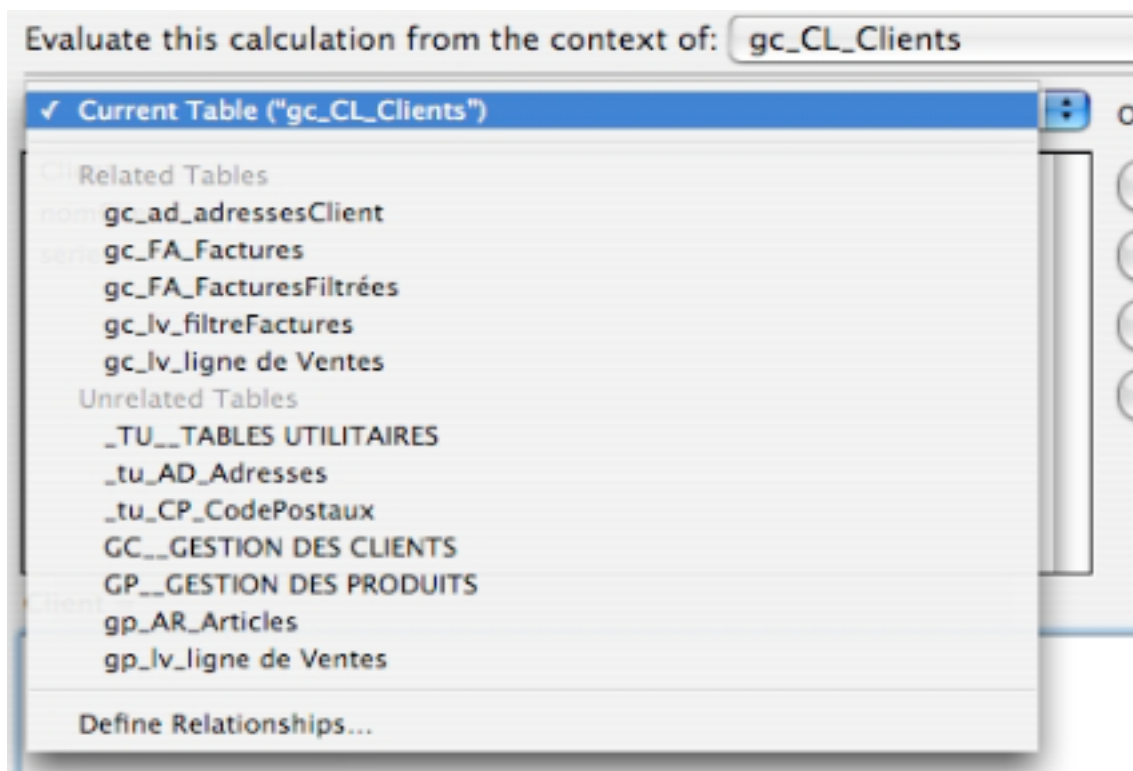 Evaluate this calculation from the context of: gc_CL_Clients
✓ Current Table ("gc_CL_Clients")
Related Tables
gc_ad_adressesClient
gc_FA_Factures
gc_FA_FacturesFiltrées
gc_lv_filtreFactures
gc_lv_ligne de Ventes
Unrelated Tables
_TU__TABLES UTILITAIRES
_tu_AD_Adresses
_tu_CP_CodePostaux
GC__GESTION DES CLIENTS
GP__GESTION DES PRODUITS
gp_AR_Articles
gp_lv_ligne de Ventes
Define Relationships...